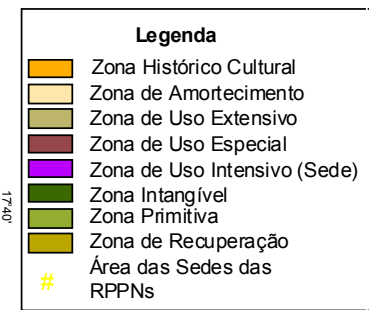 Legenda
Zona Histórico Cultural
Zona de Amortecimento
Zona de Uso Extensivo
Zona de Uso Especial
Zona de Uso Intensivo (Sede)
Zona Intangível
Zona Primitiva
Zona de Recuperação
# Área das Sedes das
RPPNs
17°40'